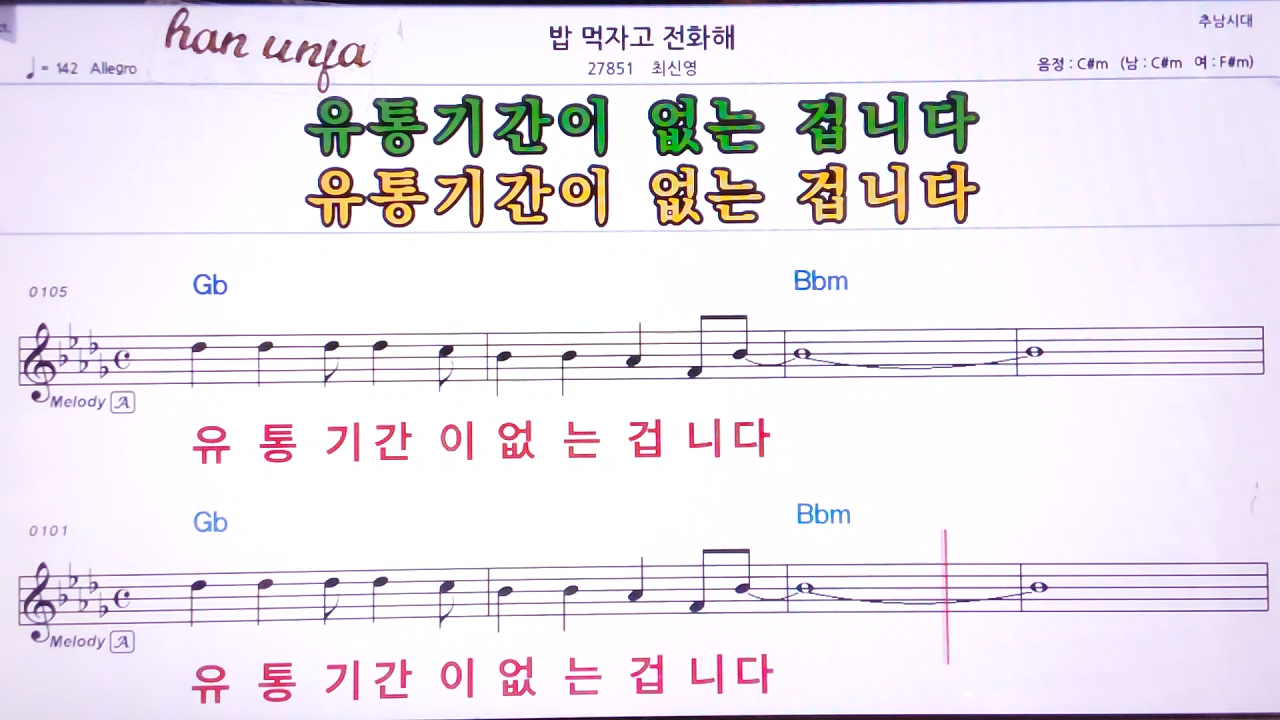 han unfa
밥 먹자고 전화해
추남시대
♩= 142 Allegro
27851 최신영
음정 : C#m (남 : C#m 여 : F#m)
유통기간이 없는 겁니다
유통기간이 없는 겁니다
Gb Bbm
0105
Melody A
유 통 기간 이 없 는 겁 니다
Gb Bbm
0101
Melody A
유 통 기간 이 없 는 겁 니다